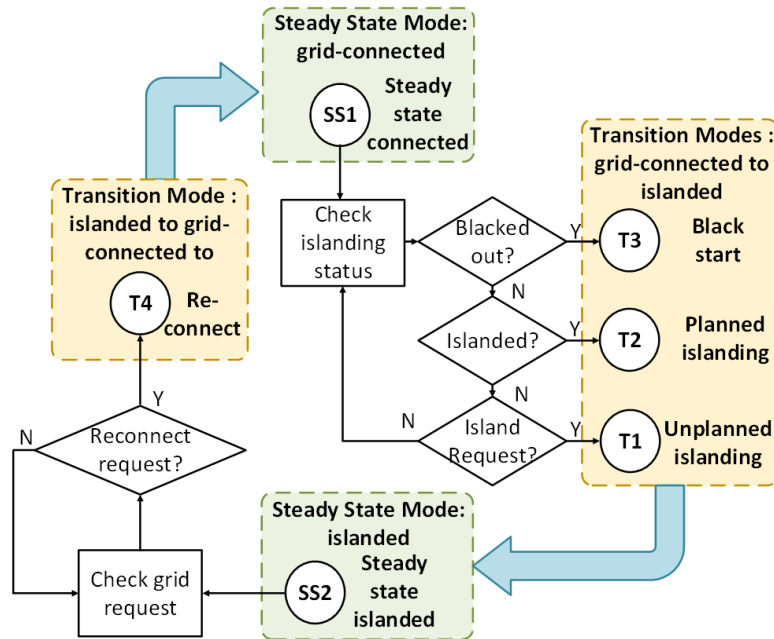 Steady State Mode:
grid-connected
SS1
Steady
state
connected
Transition Modes :
grid-connected to
islanded
Check
islanding
status
Blacked
out?
Y
T3
Black
start
N
Islanded?
Y
T2
Planned
islanding
N
N
Island
Request?
Y
T1
Unplanned
islanding
Transition Mode :
islanded to grid-
connected to
T4
Re-
connect
Y
N
Reconnect
request?
Check grid
request
Steady State Mode:
islanded
SS2
Steady
state
islanded